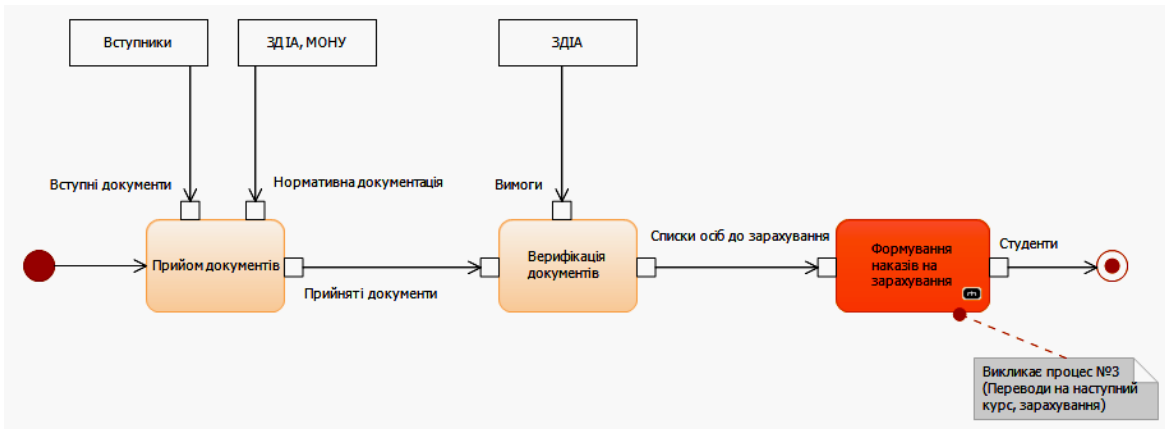 Вступники
ЗДІА, МОНУ
ЗДІА
Вступні документи
Нормативна документація
Вимоги
Прийом документів
Прийняті документи
Верифікація
документів
Списки осіб до зарахування
Формування
наказів на
зарахування
Студенти
Викликає процес №3
(Переводи на наступний
курс, зарахування)